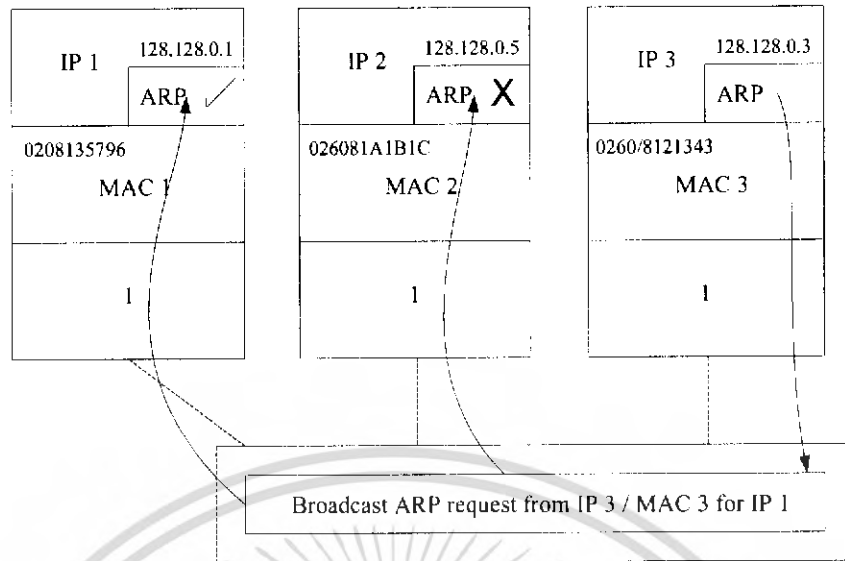 IP 1
128.128.0.1
ARP
0208135796
MAC 1
1
IP 2
128.128.0.5
ARP X
026081A1B1C
MAC 2
1
IP 3
128.128.0.3
ARP
0260/8121343
MAC 3
1
Broadcast ARP request from IP 3 / MAC 3 for IP 1